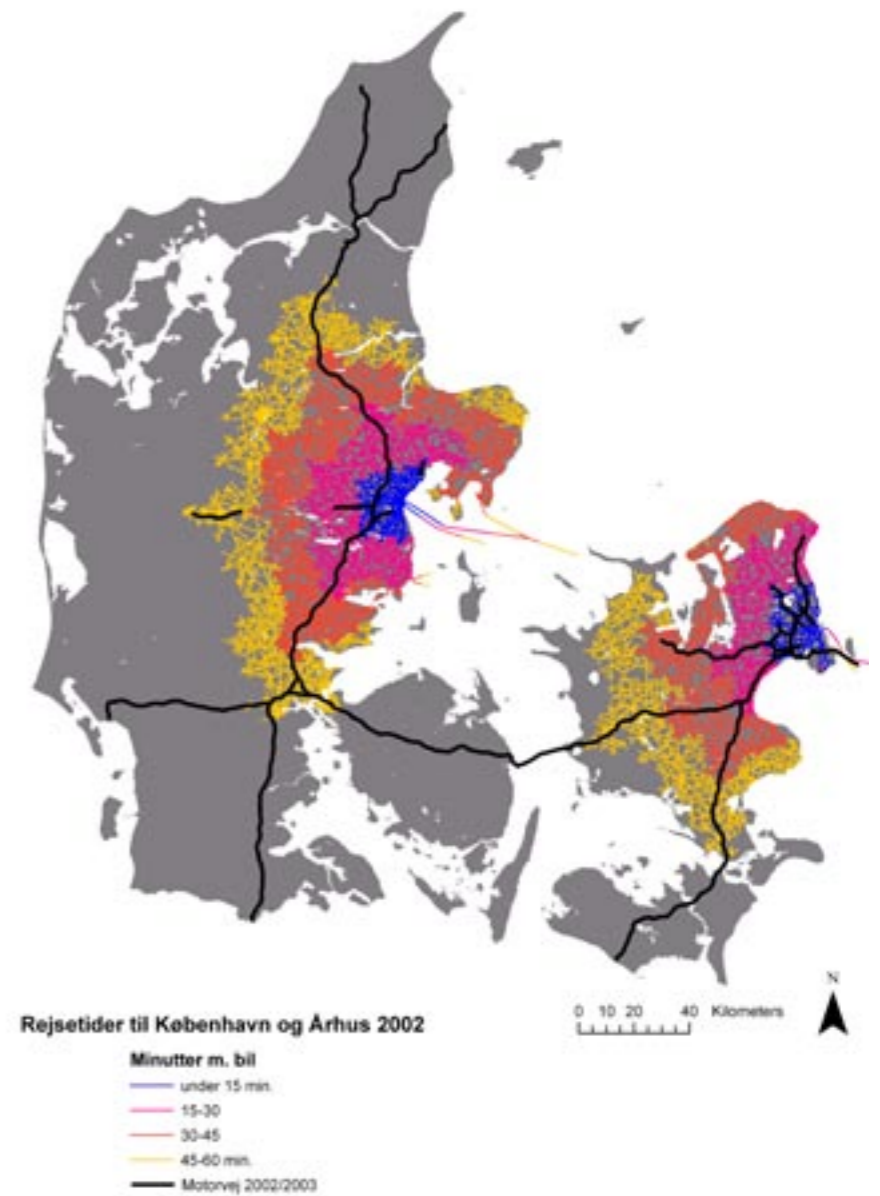 N
0 10 20 40 Kilometers
Rejsetider til København og Århus 2002
Minutter m. bil
under 15 min.
15-30
30-45
45-60 min.
Motorvej 2002/2003